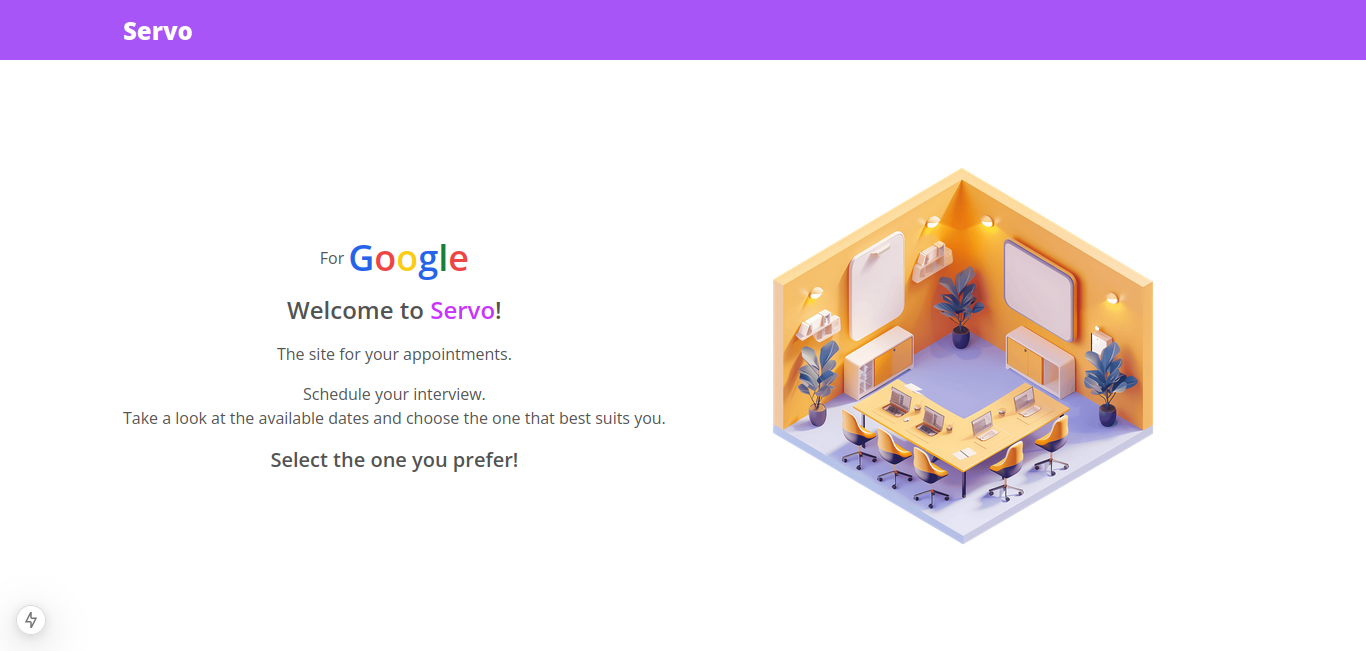 Servo
For Google
Welcome to Servo!
The site for your appointments.
Schedule your interview.
Take a look at the available dates and choose the one that best suits you.
Select the one you prefer!